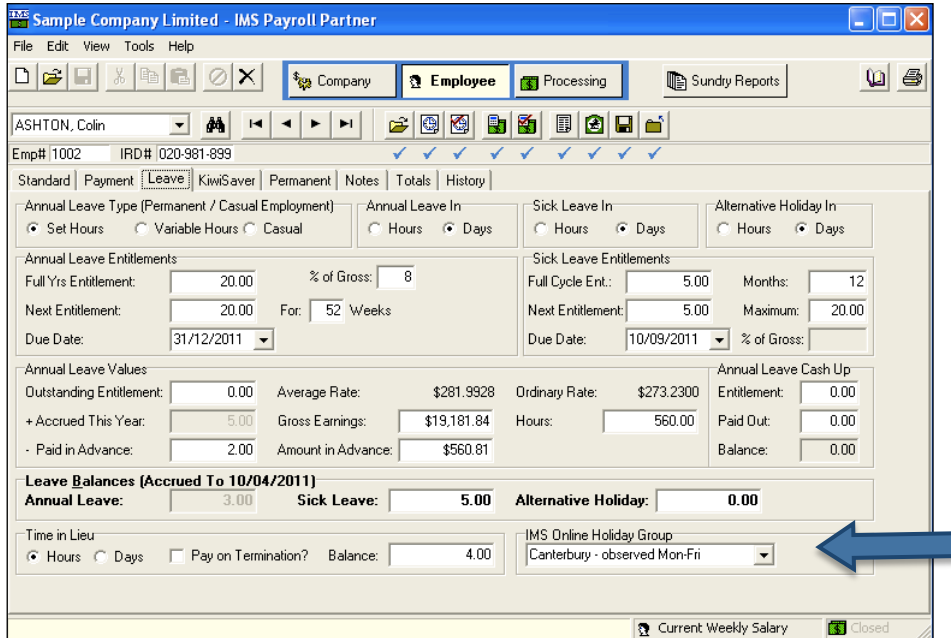 IMS Sample Company Limited - IMS Payroll Partner
File Edit View Tools Help
Company Employee Processing Sundry Reports
ASHTON, Colin
Emp# 1002 IRD# 020-981-899
Standard Payment Leave KiwiSaver Permanent Notes Totals History
Annual Leave Type (Permanent / Casual Employment) Annual Leave In Sick Leave In Alternative Holiday In
Set Hours Variable Hours Casual Hours Days Hours Days Hours Days
Annual Leave Entitlements Sick Leave Entitlements
Full Yrs Entitlement: 20.00 % of Gross: 8 Full Cycle Ent.: 5.00 Months: 12
Next Entitlement: 20.00 For: 52 Weeks Next Entitlement: 5.00 Maximum: 20.00
Due Date: 31/12/2011 Due Date: 10/09/2011 % of Gross:
Annual Leave Values Annual Leave Cash Up
Outstanding Entitlement: 0.00 Average Rate: $281.9928 Ordinary Rate: $273.2300 Entitlement: 0.00
+ Accrued This Year: 5.00 Gross Earnings: $19,181.84 Hours: 560.00 Paid Out: 0.00
- Paid in Advance: 2.00 Amount in Advance: $560.81 Balance: 0.00
Leave Balances (Accrued To 10/04/2011)
Annual Leave: 3.00 Sick Leave: 5.00 Alternative Holiday: 0.00
Time in Lieu IMS Online Holiday Group
Hours Days Pay on Termination? Balance: 4.00 Canterbury - observed Mon-Fri
Current Weekly Salary Closed